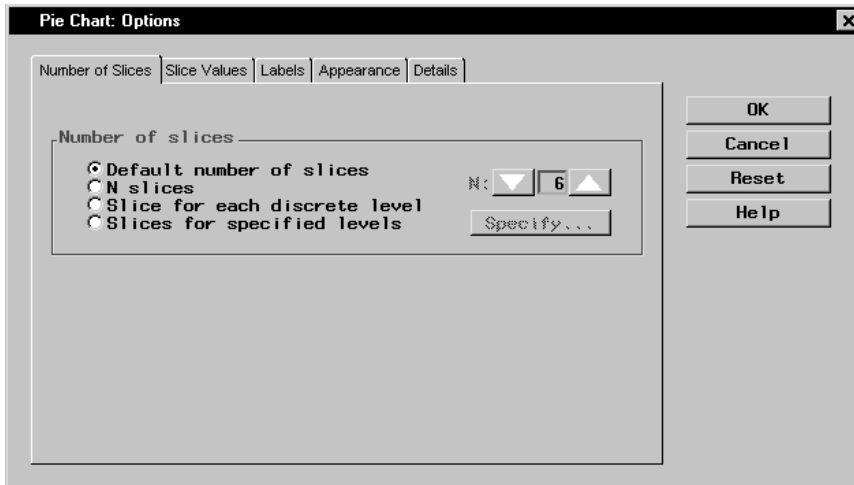 Pie Chart: Options
Number of Slices Slice Values Labels Appearance Details
Number of slices
Default number of slices
N slices
Slice for each discrete level
Slices for specified levels
N: 6
Specify...
OK
Cancel
Reset
Help